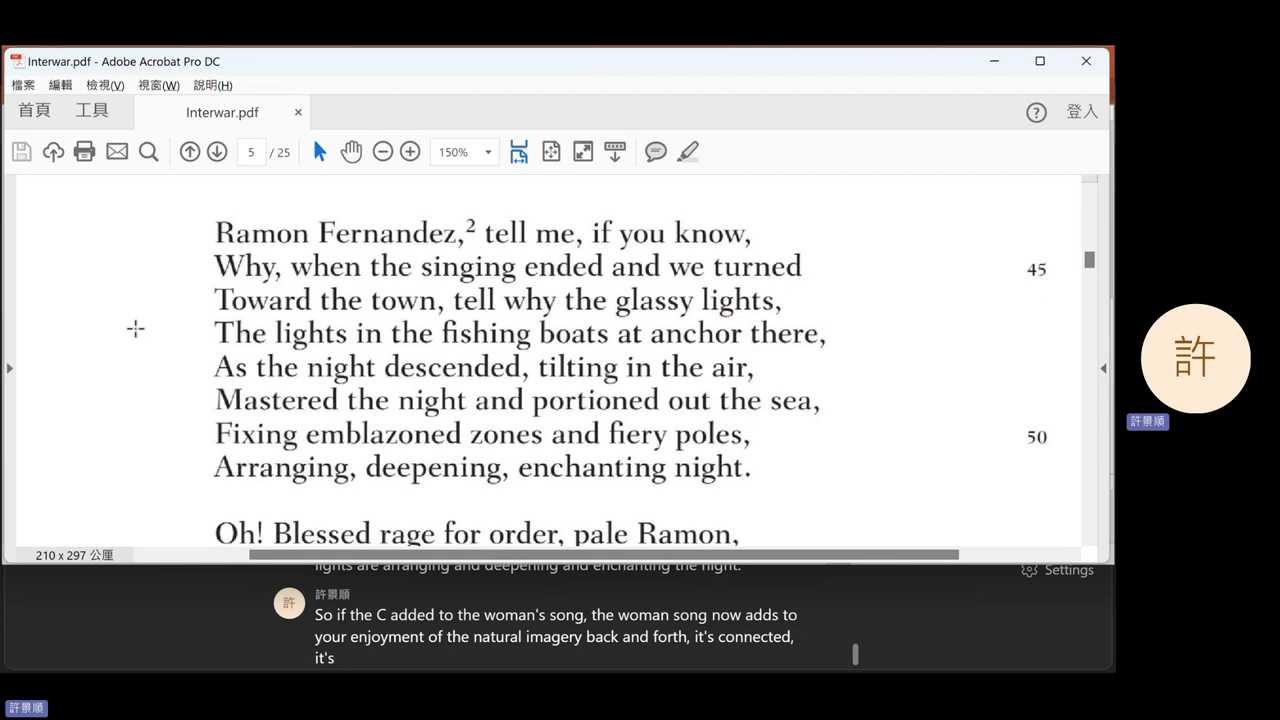 Interwar.pdf - Adobe Acrobat Pro DC
檔案 編輯 檢視(V) 視窗(W) 說明(H)
首頁 工具 Interwar.pdf × ? 登入
5 / 25 150%
Ramon Fernandez,2 tell me, if you know,
Why, when the singing ended and we turned 45
Toward the town, tell why the glassy lights,
The lights in the fishing boats at anchor there,
As the night descended, tilting in the air,
Mastered the night and portioned out the sea,
Fixing emblazoned zones and fiery poles, 50
Arranging, deepening, enchanting night.
Oh! Blessed rage for order, pale Ramon,
210 x 297 公厘
lights are arranging and deepening and enchanting the night.
Settings
許 許景順
So if the C added to the woman's song, the woman song now adds to
your enjoyment of the natural imagery back and forth, it's connected,
it's
許
許景順
許景順